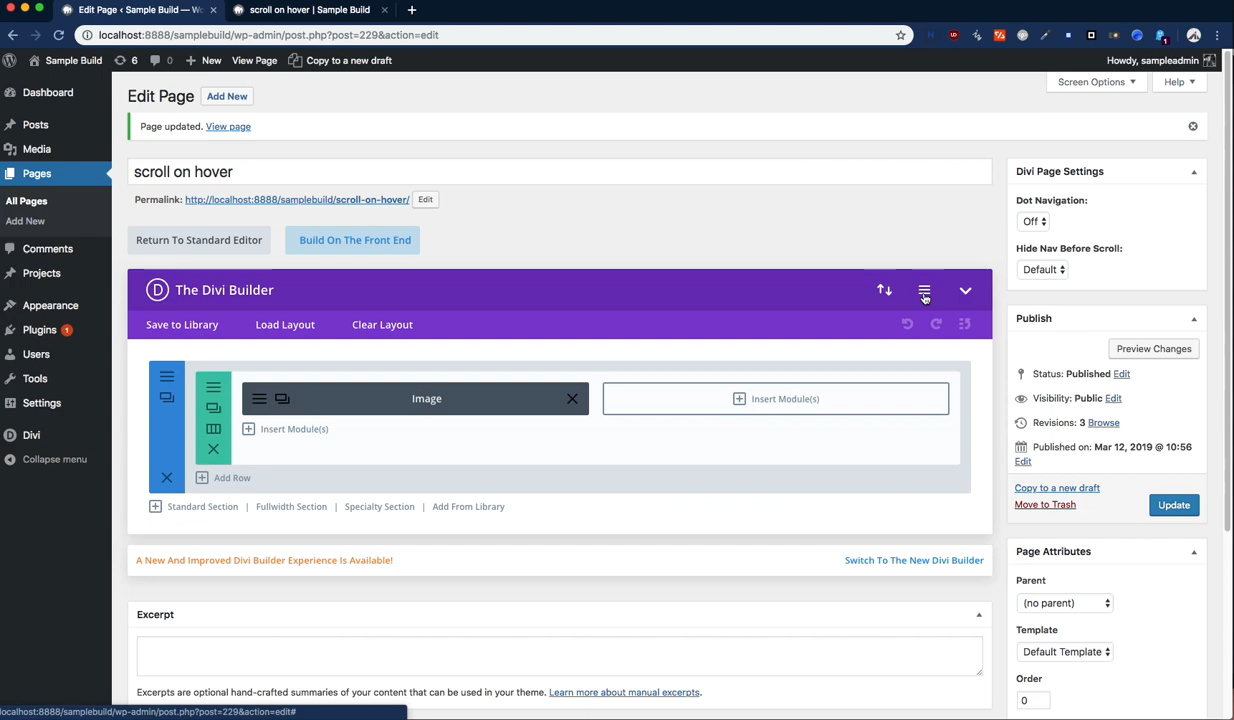 Edit Page ‹ Sample Build — Wo
scroll on hover | Sample Build
localhost:8888/samplebuild/wp-admin/post.php?post=229&action=edit
Sample Build
6
0
New
View Page
Copy to a new draft
Howdy, sampleadmin
Dashboard
Posts
Media
Pages
All Pages
Add New
Comments
Projects
Appearance
Plugins 1
Users
Tools
Settings
Divi
Collapse menu
Screen Options
Help
Edit Page
Add New
Page updated. View page
scroll on hover
Permalink: http://localhost:8888/samplebuild/scroll-on-hover/ Edit
Return To Standard Editor
Build On The Front End
D The Divi Builder
Save to Library
Load Layout
Clear Layout
Image
Insert Module(s)
Insert Module(s)
Add Row
Standard Section | Fullwidth Section | Specialty Section | Add From Library
A New And Improved Divi Builder Experience Is Available!
Switch To The New Divi Builder
Excerpt
Excerpts are optional hand-crafted summaries of your content that can be used in your theme. Learn more about manual excerpts.
Divi Page Settings
Dot Navigation:
Off
Hide Nav Before Scroll:
Default
Publish
Preview Changes
Status: Published Edit
Visibility: Public Edit
Revisions: 3 Browse
Published on: Mar 12, 2019 @ 10:56
Edit
Copy to a new draft
Move to Trash
Update
Page Attributes
Parent
(no parent)
Template
Default Template
Order
0
localhost:8888/samplebuild/wp-admin/post.php?post=229&action=edit#